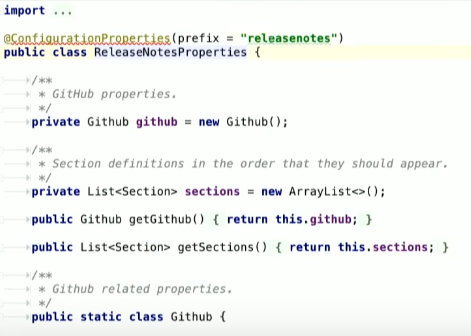 import ...
@ConfigurationProperties(prefix = "releasenotes")
public class ReleaseNotesProperties {
/**
* GitHub properties.
*/
private Github github = new Github();
/**
* Section definitions in the order that they should appear.
*/
private List<Section> sections = new ArrayList<>();
public Github getGithub() { return this.github; }
public List<Section> getSections() { return this.sections; }
/**
* Github related properties.
*/
public static class Github {